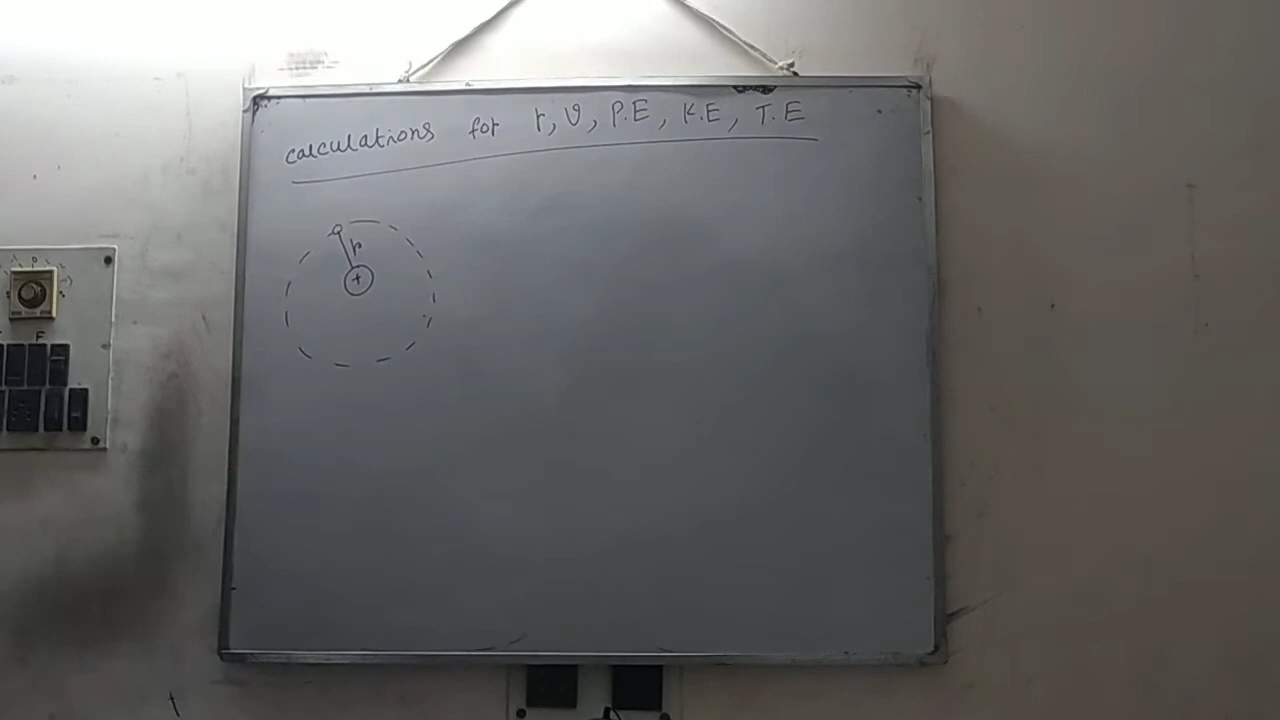 calculations for r, v, P.E, K.E, T.E
r
+
F